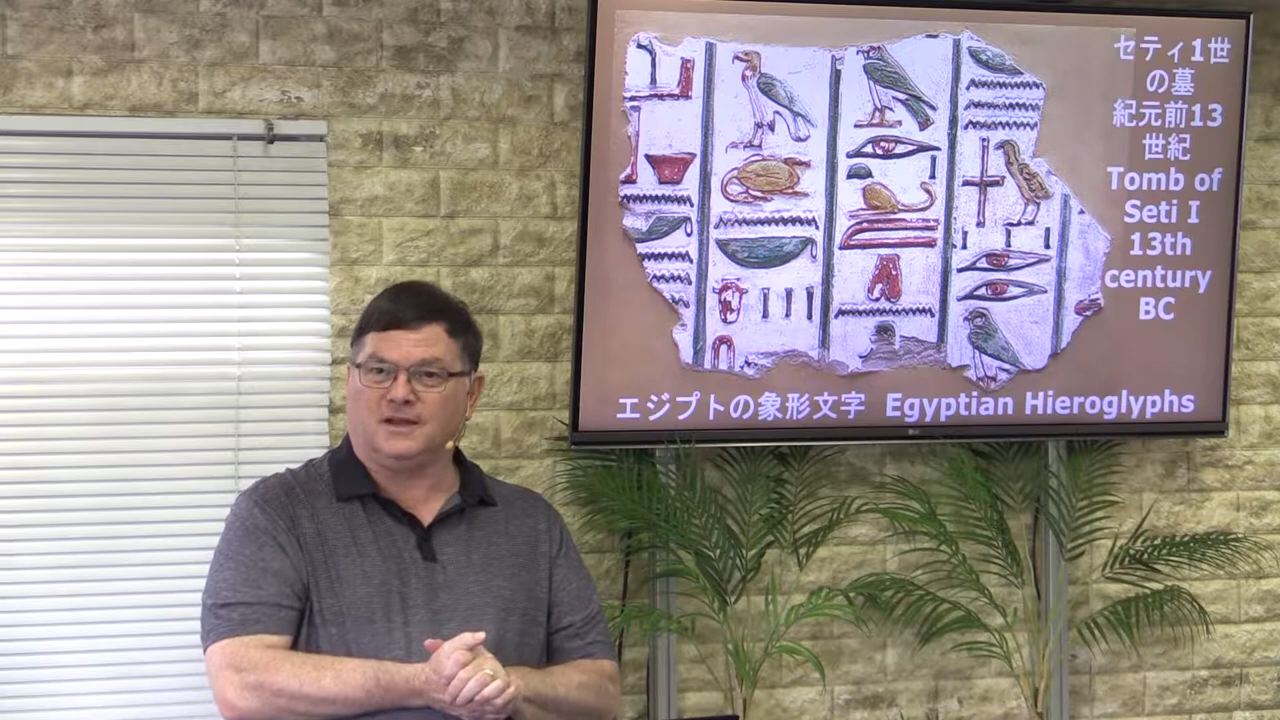 セティ1世
の墓
紀元前13
世紀
Tomb of
Seti I
13th
century
BC
エジプトの象形文字 Egyptian Hieroglyphs
LG